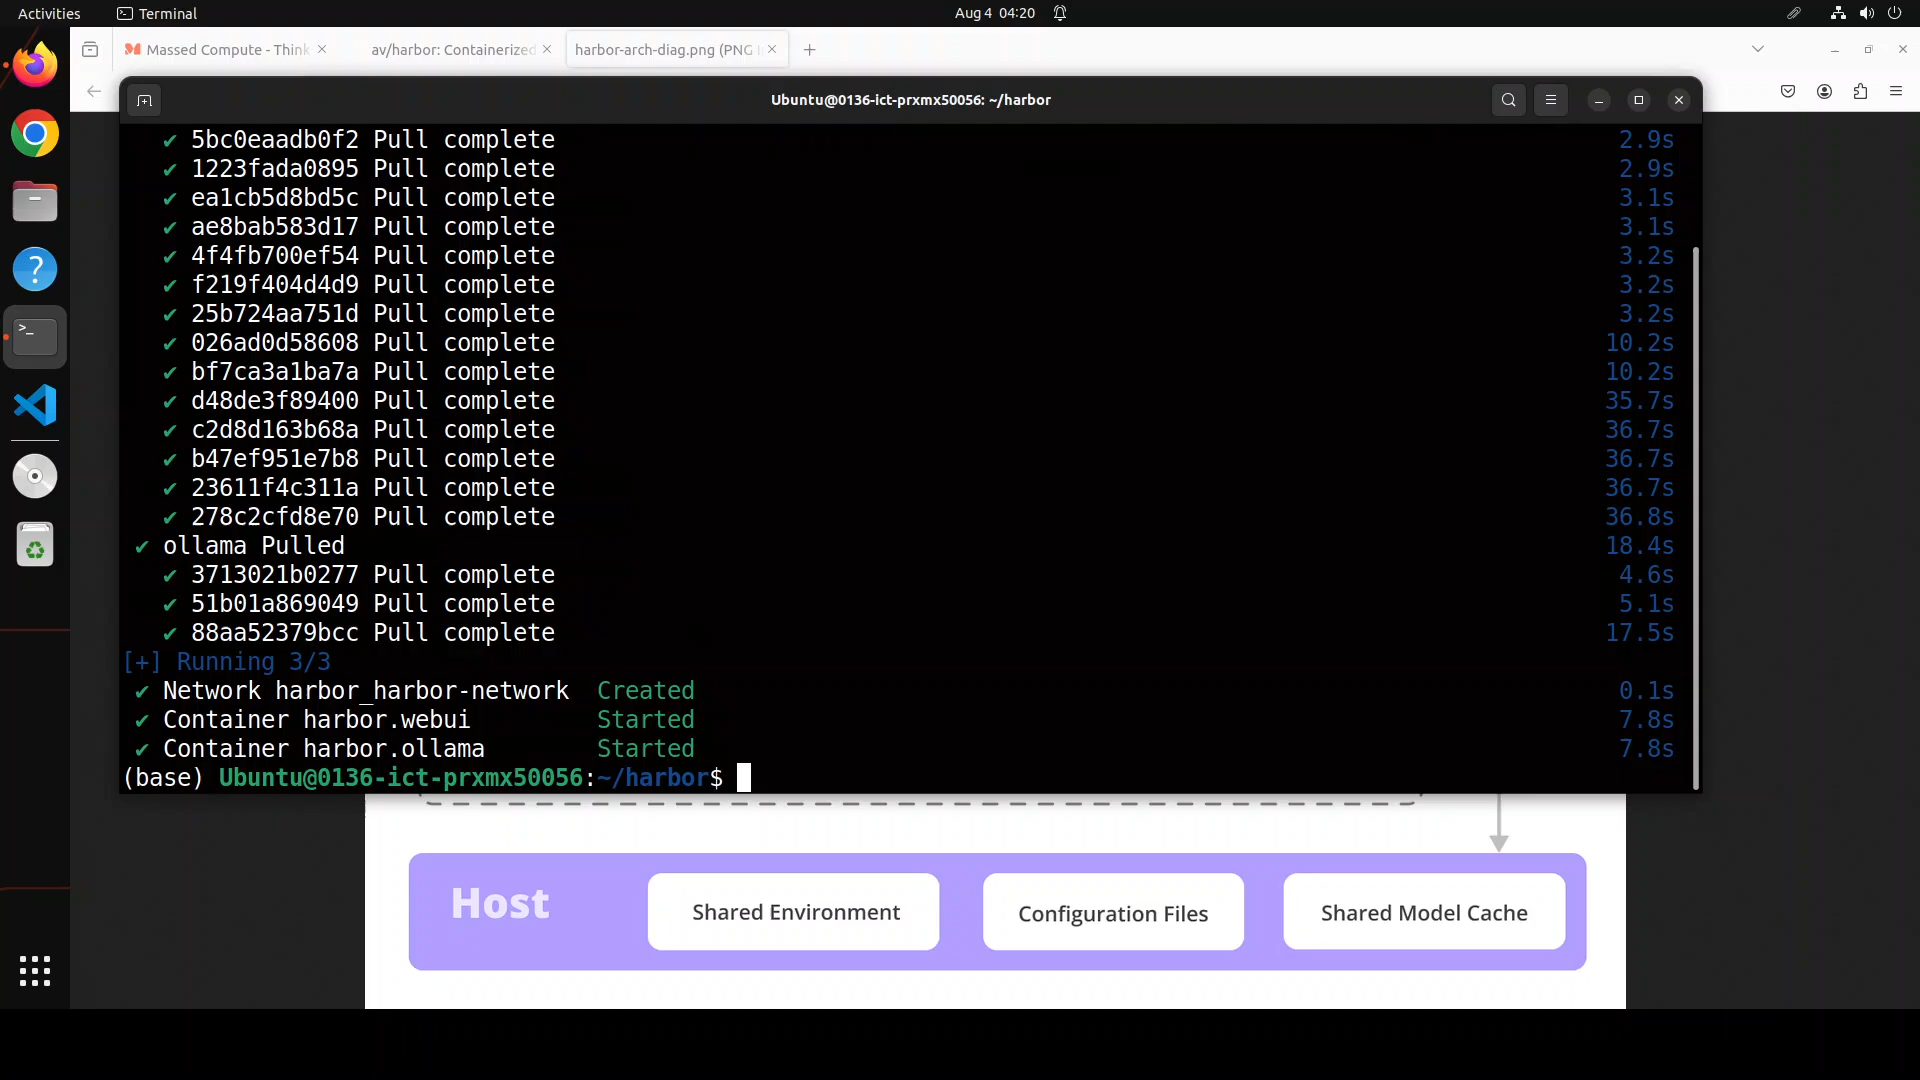 Activities
Terminal
Aug 4 04:20
Massed Compute - Think
av/harbor: Containerized
harbor-arch-diag.png (PNG I
Ubuntu@0136-ict-prxmx50056: ~/harbor
✔ 5bc0eaadb0f2 Pull complete 2.9s
✔ 1223fada0895 Pull complete 2.9s
✔ ea1cb5d8bd5c Pull complete 3.1s
✔ ae8bab583d17 Pull complete 3.1s
✔ 4f4fb700ef54 Pull complete 3.2s
✔ f219f404d4d9 Pull complete 3.2s
✔ 25b724aa751d Pull complete 3.2s
✔ 026ad0d58608 Pull complete 10.2s
✔ bf7ca3a1ba7a Pull complete 10.2s
✔ d48de3f89400 Pull complete 35.7s
✔ c2d8d163b68a Pull complete 36.7s
✔ b47ef951e7b8 Pull complete 36.7s
✔ 23611f4c311a Pull complete 36.7s
✔ 278c2cfd8e70 Pull complete 36.8s
✔ ollama Pulled 18.4s
✔ 3713021b0277 Pull complete 4.6s
✔ 51b01a869049 Pull complete 5.1s
✔ 88aa52379bcc Pull complete 17.5s
[+] Running 3/3
✔ Network harbor_harbor-network Created 0.1s
✔ Container harbor.webui Started 7.8s
✔ Container harbor.ollama Started 7.8s
(base) Ubuntu@0136-ict-prxmx50056:~/harbor$
Host
Shared Environment
Configuration Files
Shared Model Cache